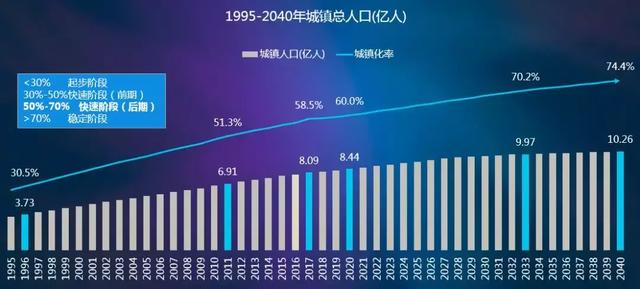 1995-2040年城镇总人口(亿人)
城镇人口(亿人) 城镇化率
<30% 起步阶段
30%-50%快速阶段（前期）
50%-70% 快速阶段（后期）
>70% 稳定阶段
30.5% 51.3% 58.5% 60.0% 70.2% 74.4%
3.73 6.91 8.09 8.44 9.97 10.26
1995 1996 1997 1998 1999 2000 2001 2002 2003 2004 2005 2006 2007 2008 2009 2010 2011 2012 2013 2014 2015 2016 2017 2018 2019 2020 2021 2022 2023 2024 2025 2026 2027 2028 2029 2030 2031 2032 2033 2034 2035 2036 2037 2038 2039 2040